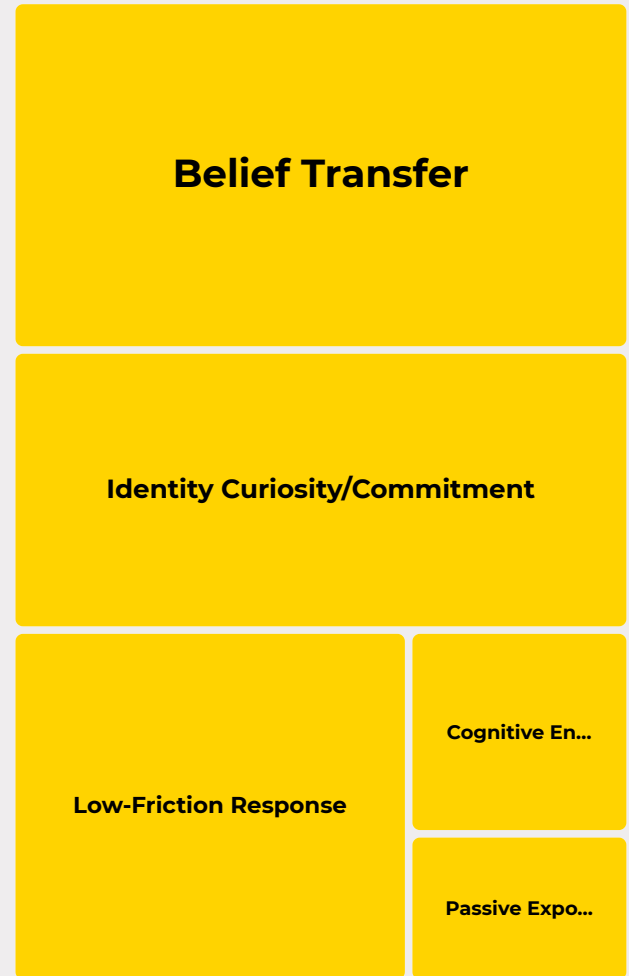 Belief Transfer
Identity Curiosity/Commitment
Low-Friction Response
Cognitive En...
Passive Expo...